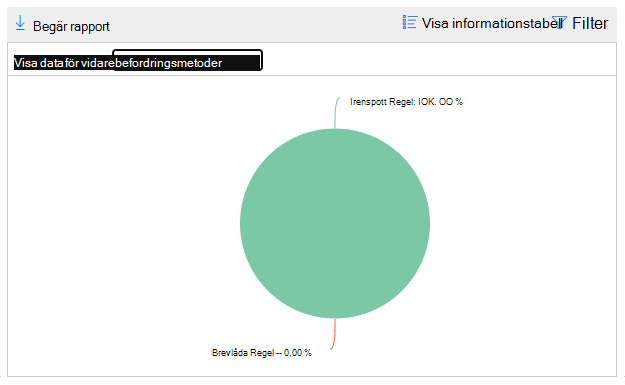 Begär rapport
Visa informationstabell
Filter
Visa data för vidarebefordringsmetoder
Irenspott Regel: IOK. OO %
Brevlåda Regel -- 0,00 %